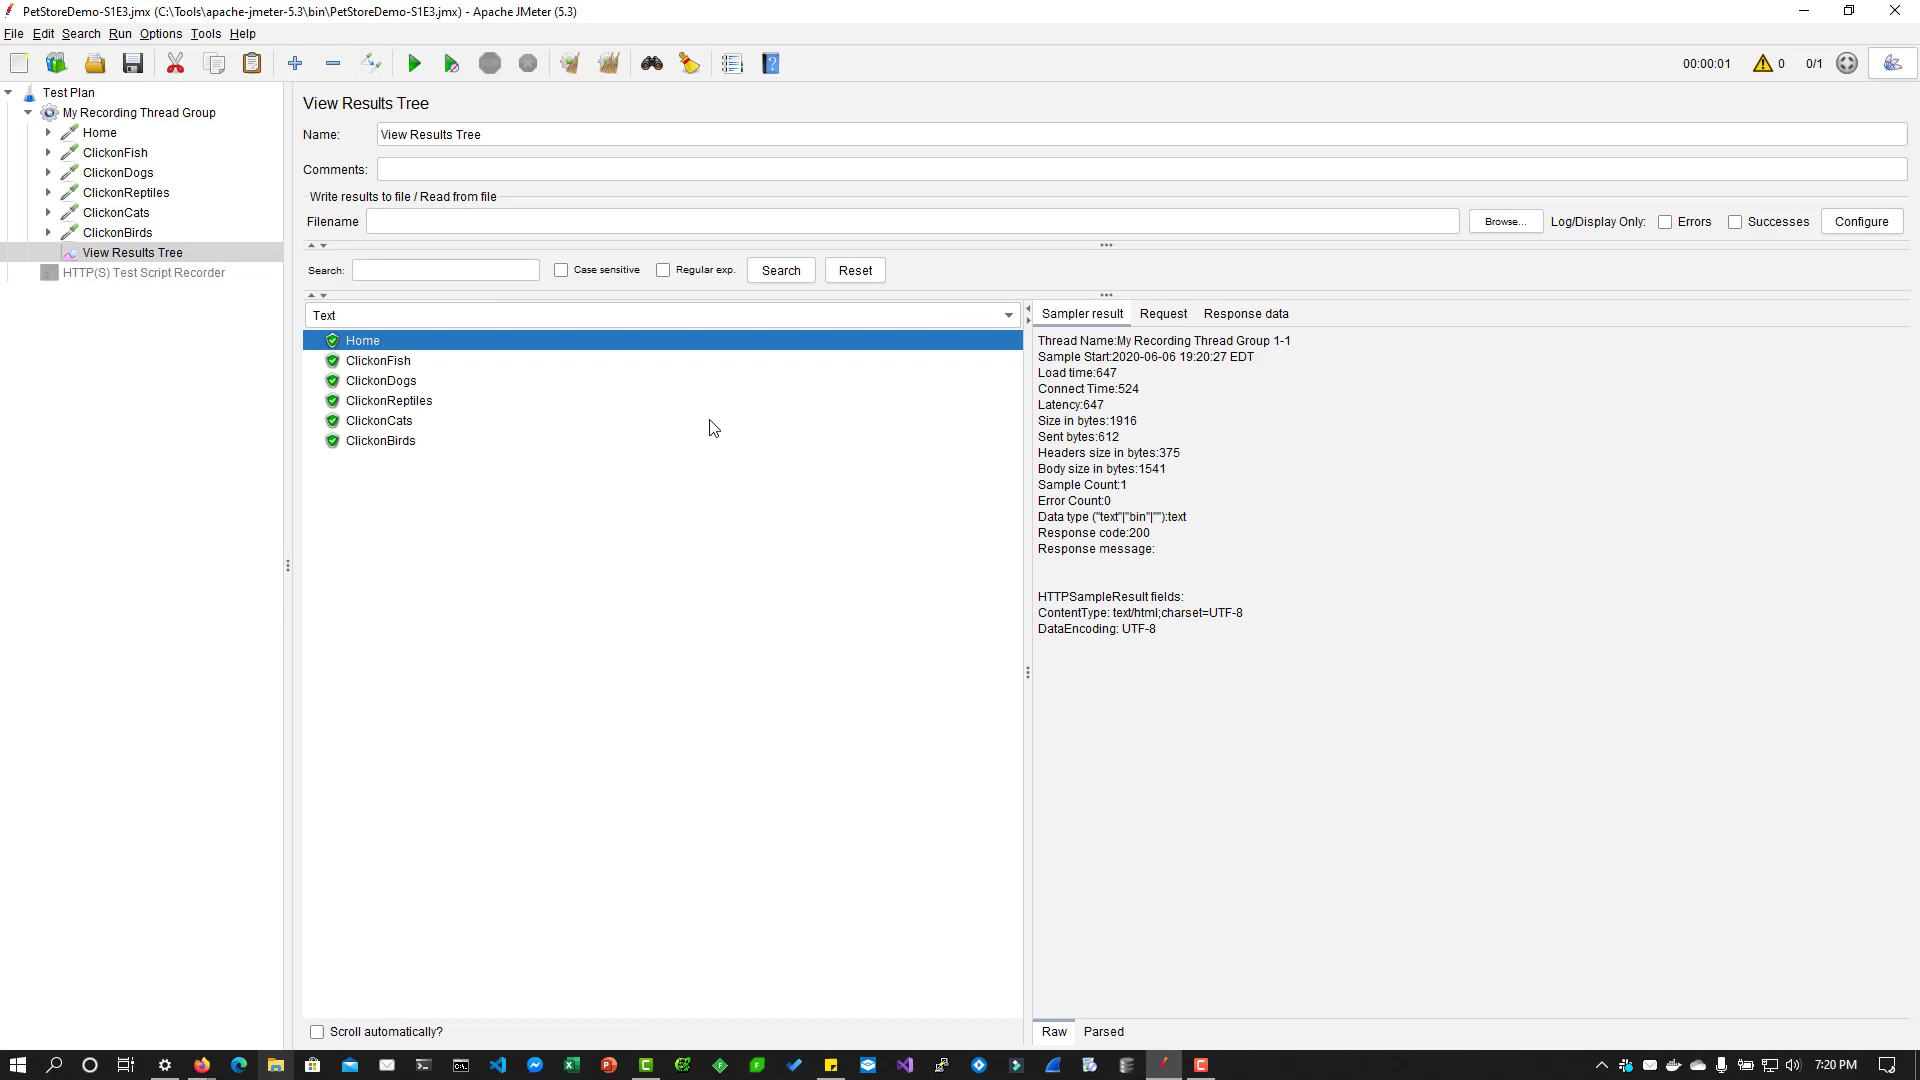 PetStoreDemo-S1E3.jmx (C:\Tools\apache-jmeter-5.3\bin\PetStoreDemo-S1E3.jmx) - Apache JMeter (5.3)
File Edit Search Run Options Tools Help
00:00:01 0 0/1
Test Plan
My Recording Thread Group
Home
ClickonFish
ClickonDogs
ClickonReptiles
ClickonCats
ClickonBirds
View Results Tree
HTTP(S) Test Script Recorder
View Results Tree
Name: View Results Tree
Comments:
Write results to file / Read from file
Filename Browse... Log/Display Only: Errors Successes Configure
Search: Case sensitive Regular exp. Search Reset
Text
Home
ClickonFish
ClickonDogs
ClickonReptiles
ClickonCats
ClickonBirds
Scroll automatically?
Sampler result Request Response data
Thread Name:My Recording Thread Group 1-1
Sample Start:2020-06-06 19:20:27 EDT
Load time:647
Connect Time:524
Latency:647
Size in bytes:1916
Sent bytes:612
Headers size in bytes:375
Body size in bytes:1541
Sample Count:1
Error Count:0
Data type ("text"|"bin"|""):text
Response code:200
Response message:
HTTPSampleResult fields:
ContentType: text/html;charset=UTF-8
DataEncoding: UTF-8
Raw Parsed
7:20 PM